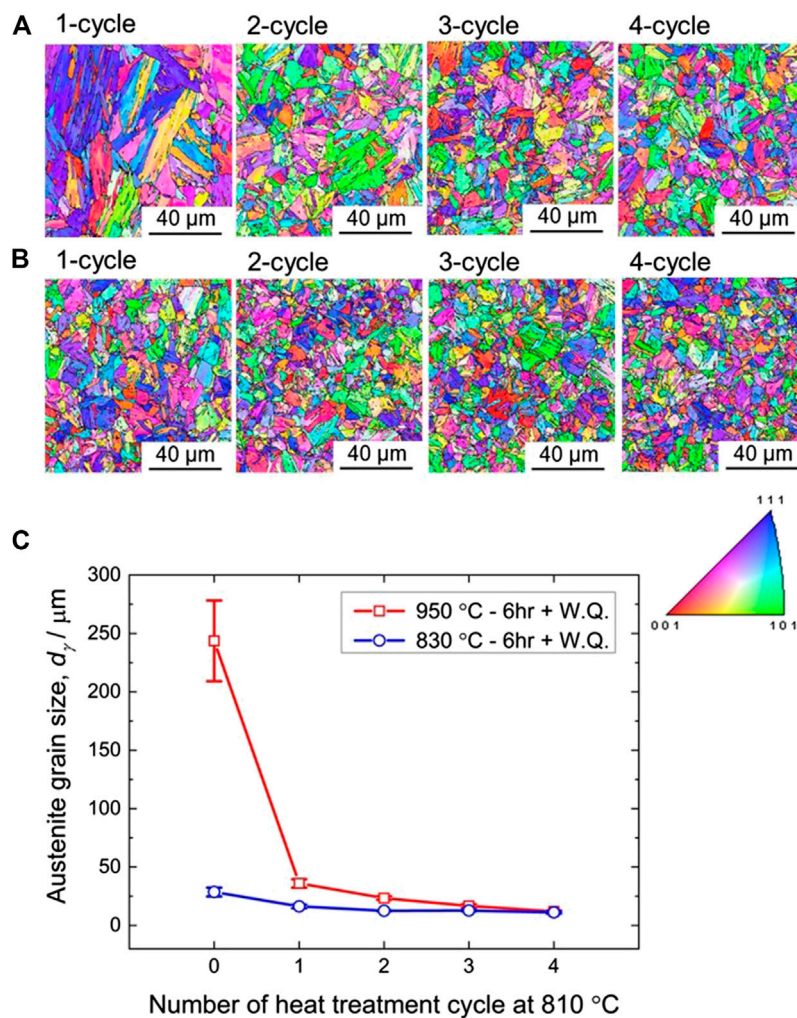 A
1-cycle 2-cycle 3-cycle 4-cycle
40 μm 40 μm 40 μm 40 μm
B
1-cycle 2-cycle 3-cycle 4-cycle
40 μm 40 μm 40 μm 40 μm
1 1 1
0 0 1 1 0 1
C
300
250
200
150
100
50
0
Austenite grain size, dγ / μm
950 °C - 6hr + W.Q.
830 °C - 6hr + W.Q.
0 1 2 3 4
Number of heat treatment cycle at 810 °C